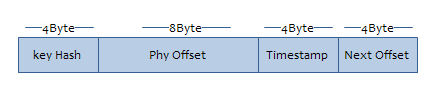 4Byte 8Byte 4Byte 4Byte
key Hash Phy Offset Timestamp Next Offset